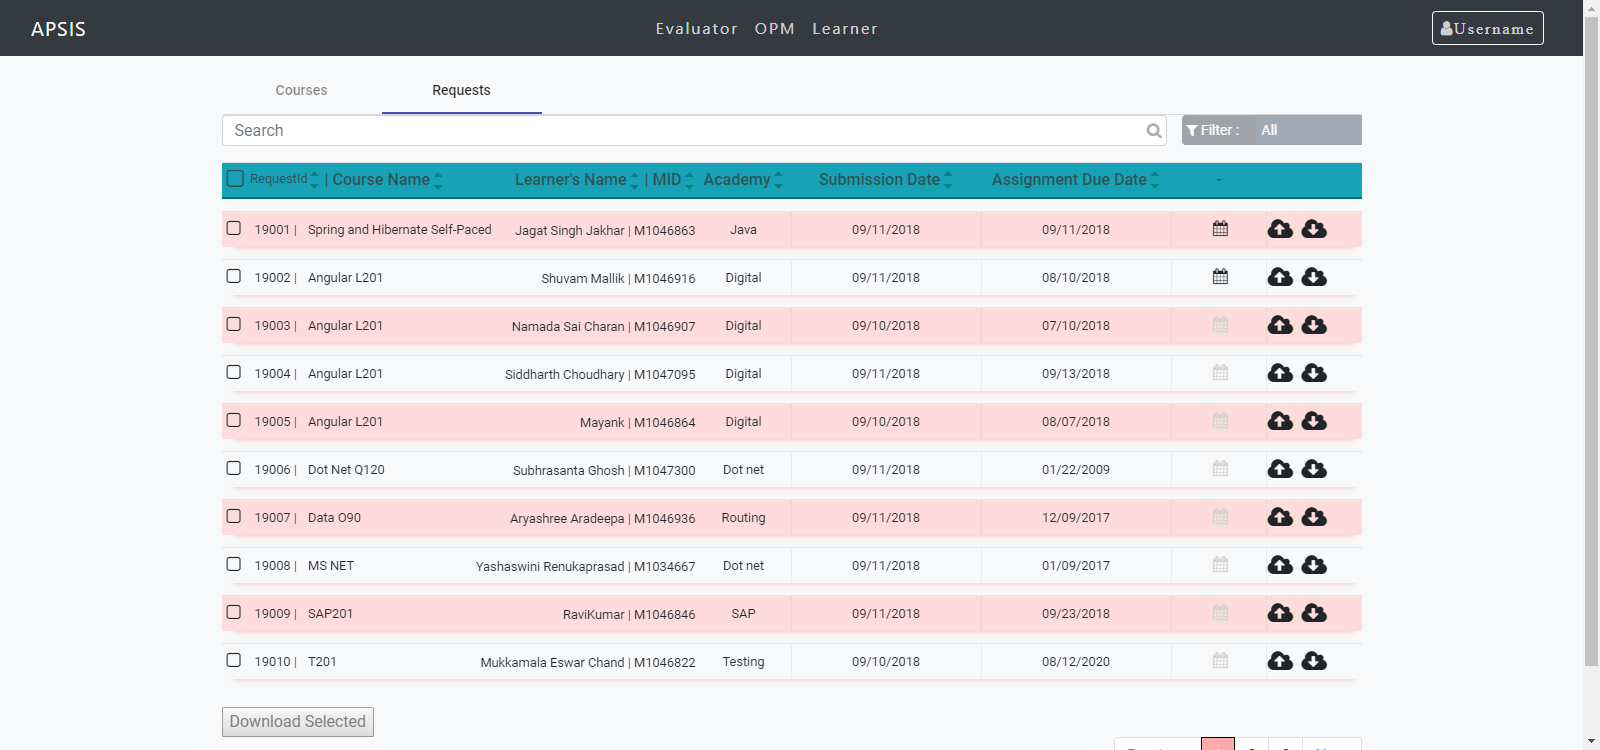 APSIS Evaluator OPM Learner Username
Courses Requests
Search Filter : All
RequestId | Course Name Learner's Name | MID Academy Submission Date Assignment Due Date -
19001 | Spring and Hibernate Self-Paced Jagat Singh Jakhar | M1046863 Java 09/11/2018 09/11/2018
19002 | Angular L201 Shuvam Mallik | M1046916 Digital 09/11/2018 08/10/2018
19003 | Angular L201 Namada Sai Charan | M1046907 Digital 09/10/2018 07/10/2018
19004 | Angular L201 Siddharth Choudhary | M1047095 Digital 09/11/2018 09/13/2018
19005 | Angular L201 Mayank | M1046864 Digital 09/10/2018 08/07/2018
19006 | Dot Net Q120 Subhrasanta Ghosh | M1047300 Dot net 09/11/2018 01/22/2009
19007 | Data O90 Aryashree Aradeepa | M1046936 Routing 09/11/2018 12/09/2017
19008 | MS NET Yashaswini Renukaprasad | M1034667 Dot net 09/11/2018 01/09/2017
19009 | SAP201 RaviKumar | M1046846 SAP 09/11/2018 09/23/2018
19010 | T201 Mukkamala Eswar Chand | M1046822 Testing 09/10/2018 08/12/2020
Download Selected